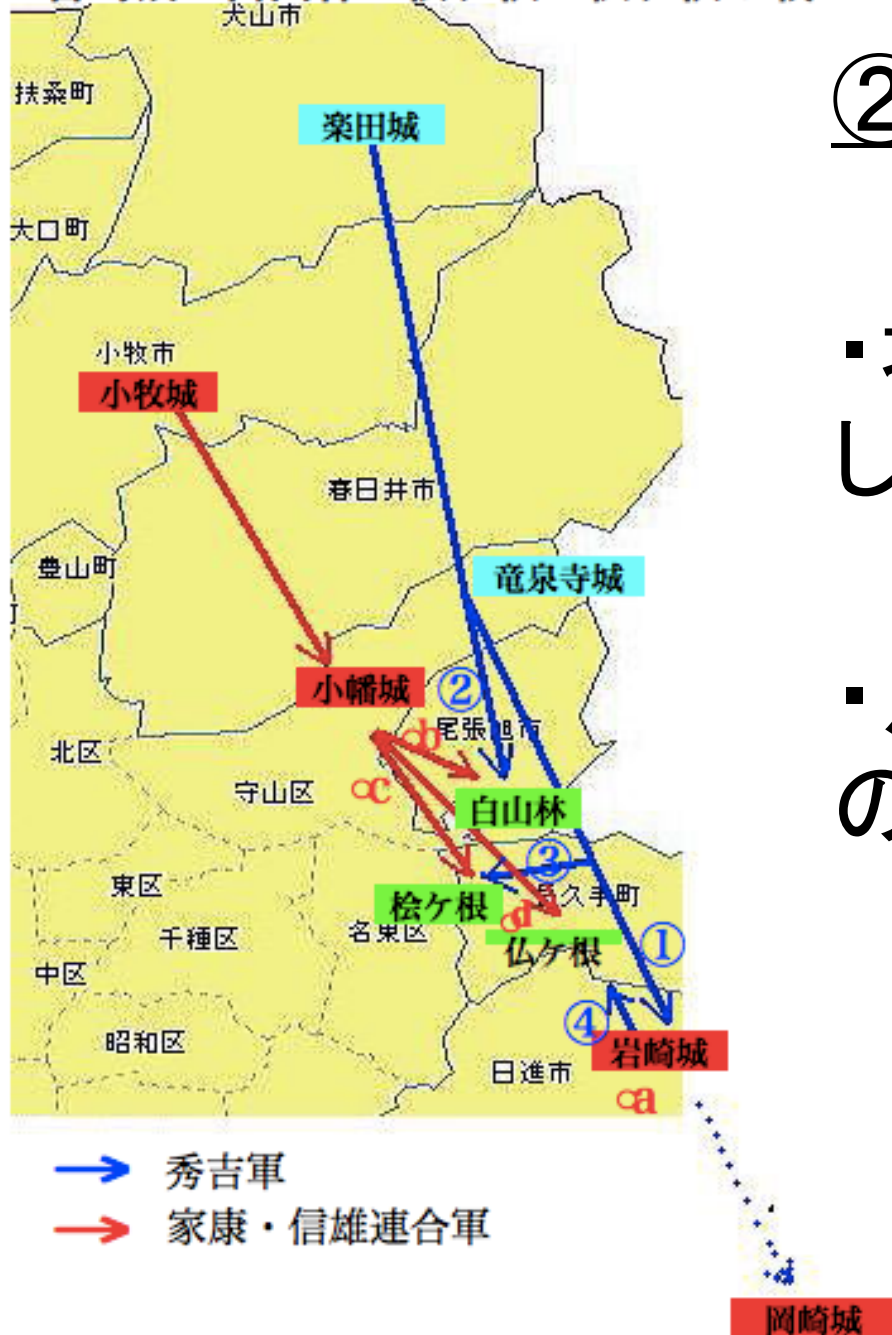 犬山市
②
扶桑町
楽田城
大口町
小牧市
小牧城
し
春日井市
豊山町
竜泉寺城
小幡城
②
尾張旭市
b
北区
守山区
c
の
白山林
③
東区
桧ケ根
長久手町
d
千種区
名東区
仏ケ根
①
中区
④
昭和区
岩崎城
日進市
a
秀吉軍
家康・信雄連合軍
岡崎城